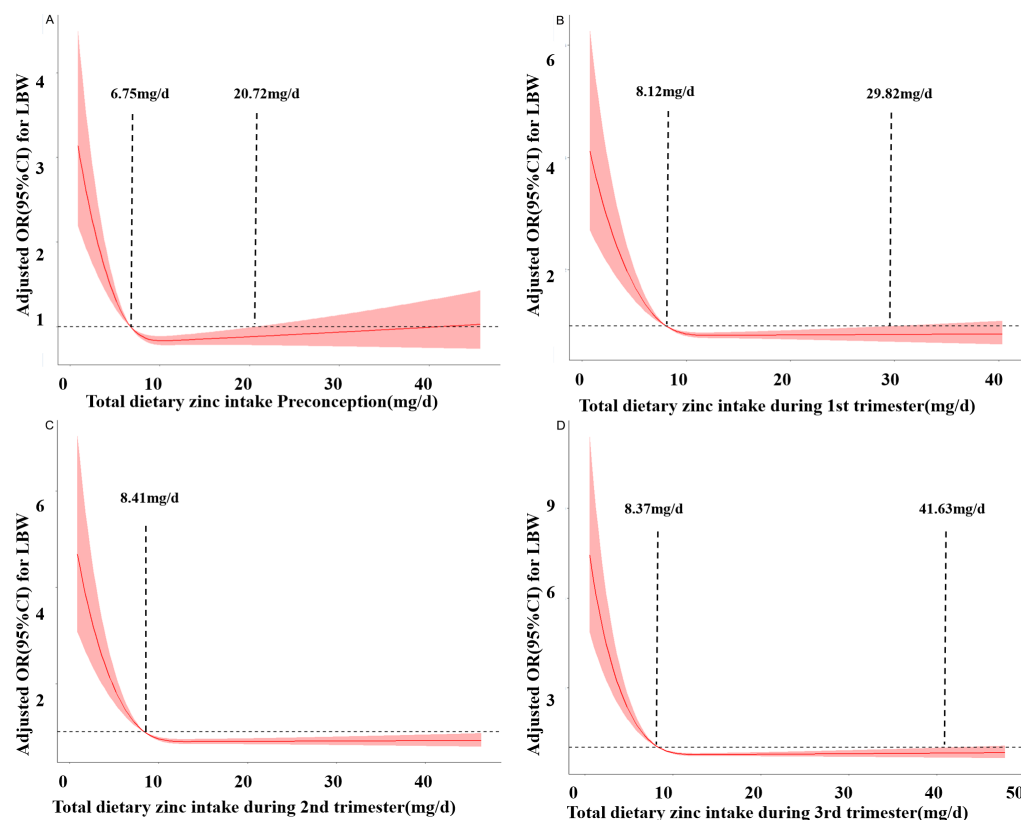 A
Adjusted OR(95%CI) for LBW
4
3
2
1
6.75mg/d
20.72mg/d
0 10 20 30 40
Total dietary zinc intake Preconception(mg/d)
B
Adjusted OR(95%CI) for LBW
6
4
2
8.12mg/d
29.82mg/d
0 10 20 30 40
Total dietary zinc intake during 1st trimester(mg/d)
C
Adjusted OR(95%CI) for LBW
6
4
2
8.41mg/d
0 10 20 30 40
Total dietary zinc intake during 2nd trimester(mg/d)
D
Adjusted OR(95%CI) for LBW
9
6
3
8.37mg/d
41.63mg/d
0 10 20 30 40 50
Total dietary zinc intake during 3rd trimester(mg/d)